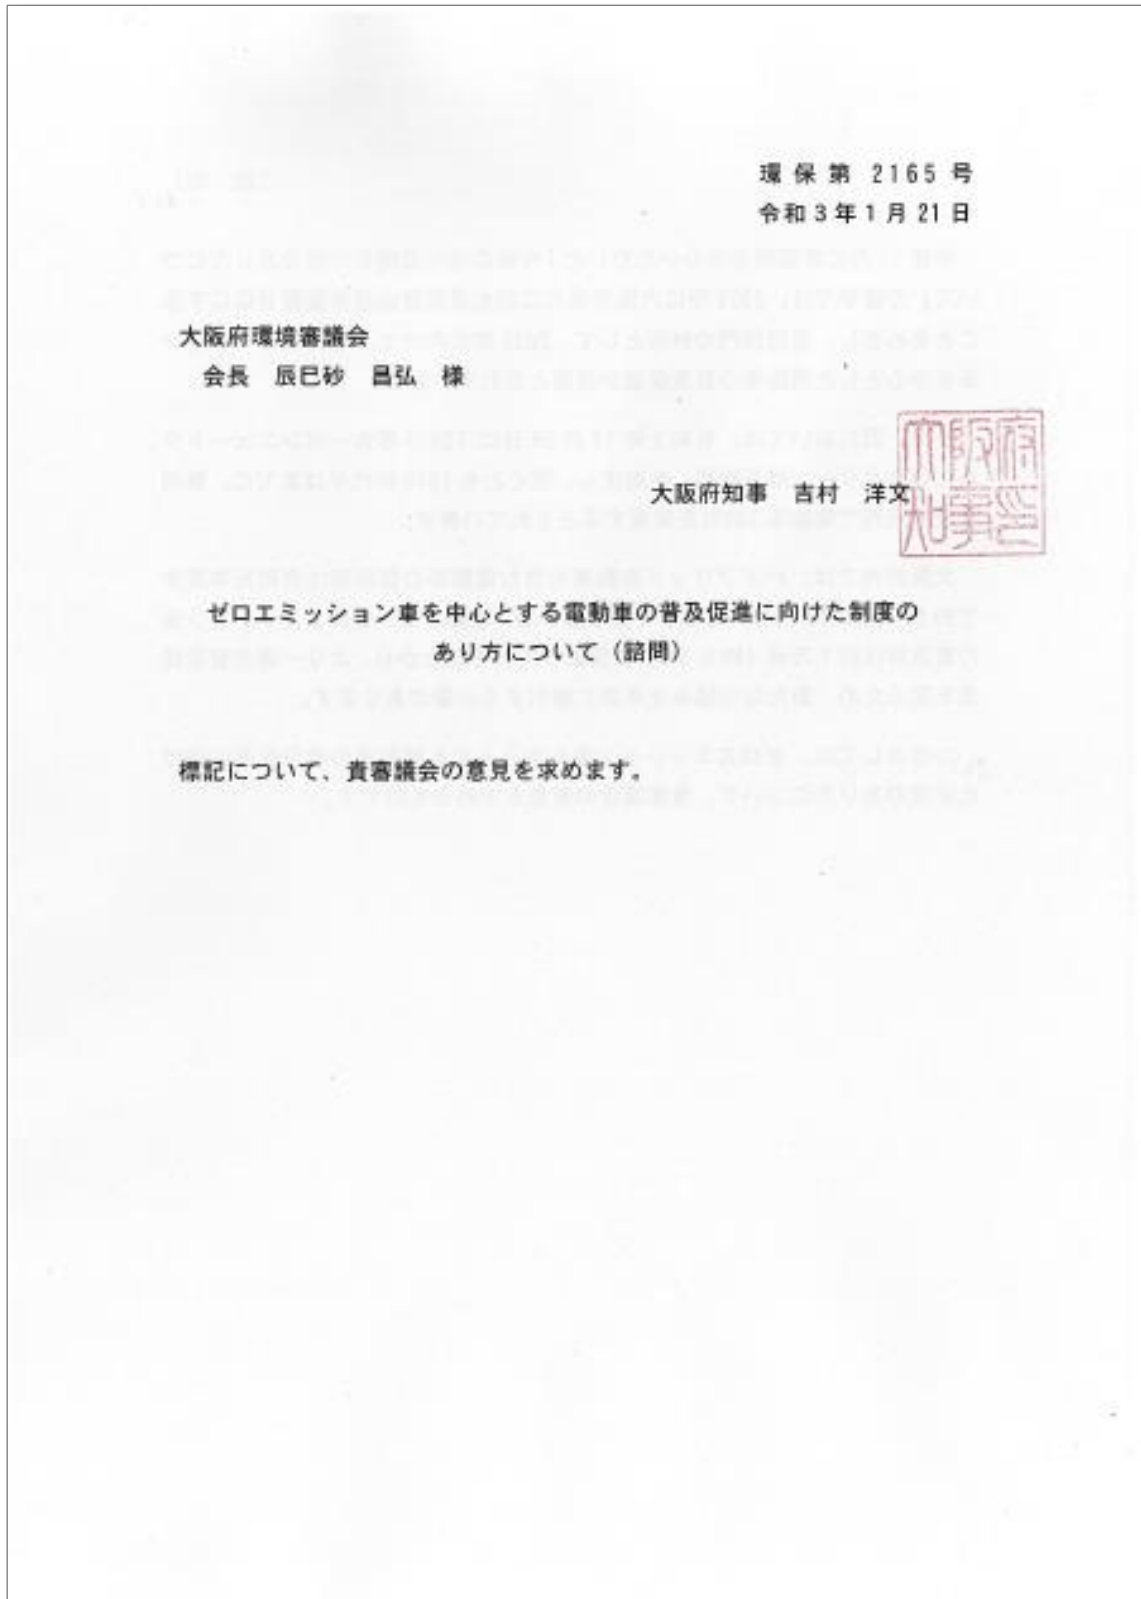 環保第2165号
令和3年1月21日
大阪府環境審議会
会長 辰巳砂 昌弘 様
大阪府知事 吉村 洋文
ゼロエミッション車を中心とする電動車の普及促進に向けた制度の
あり方について（諮問）
標記について、貴審議会の意見を求めます。